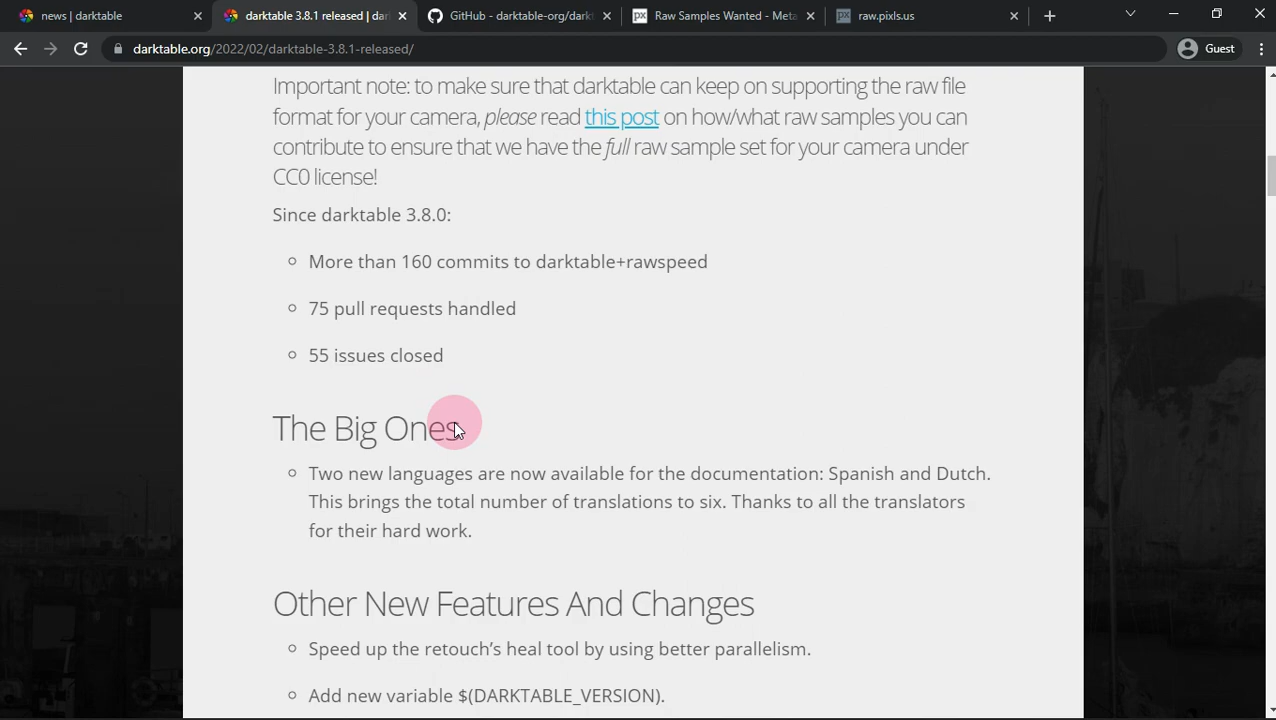 news | darktable
darktable 3.8.1 released | dar
GitHub - darktable-org/darkt
Raw Samples Wanted - Meta
raw.pixls.us
darktable.org/2022/02/darktable-3.8.1-released/
Guest
Important note: to make sure that darktable can keep on supporting the raw file
format for your camera, please read this post on how/what raw samples you can
contribute to ensure that we have the full raw sample set for your camera under
CC0 license!
Since darktable 3.8.0:
More than 160 commits to darktable+rawspeed
75 pull requests handled
55 issues closed
The Big Ones
Two new languages are now available for the documentation: Spanish and Dutch.
This brings the total number of translations to six. Thanks to all the translators
for their hard work.
Other New Features And Changes
Speed up the retouch's heal tool by using better parallelism.
Add new variable $(DARKTABLE_VERSION).